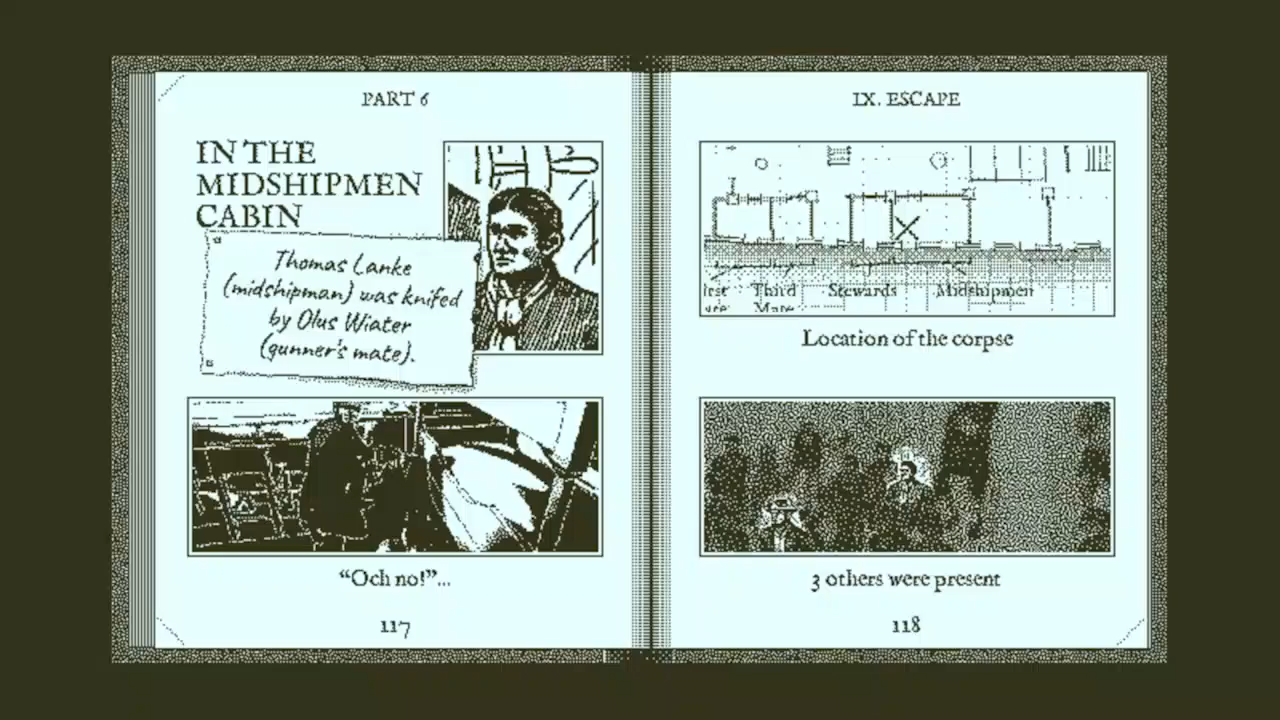 PART 6
IN THE
MIDSHIPMEN
CABIN
Thomas Lanke
(midshipman) was knifed
by Olus Wiater
(gunner's mate).
"Och no!"...
117
IX. ESCAPE
Third
Stewards
Midshipmen
Mate
Location of the corpse
3 others were present
118